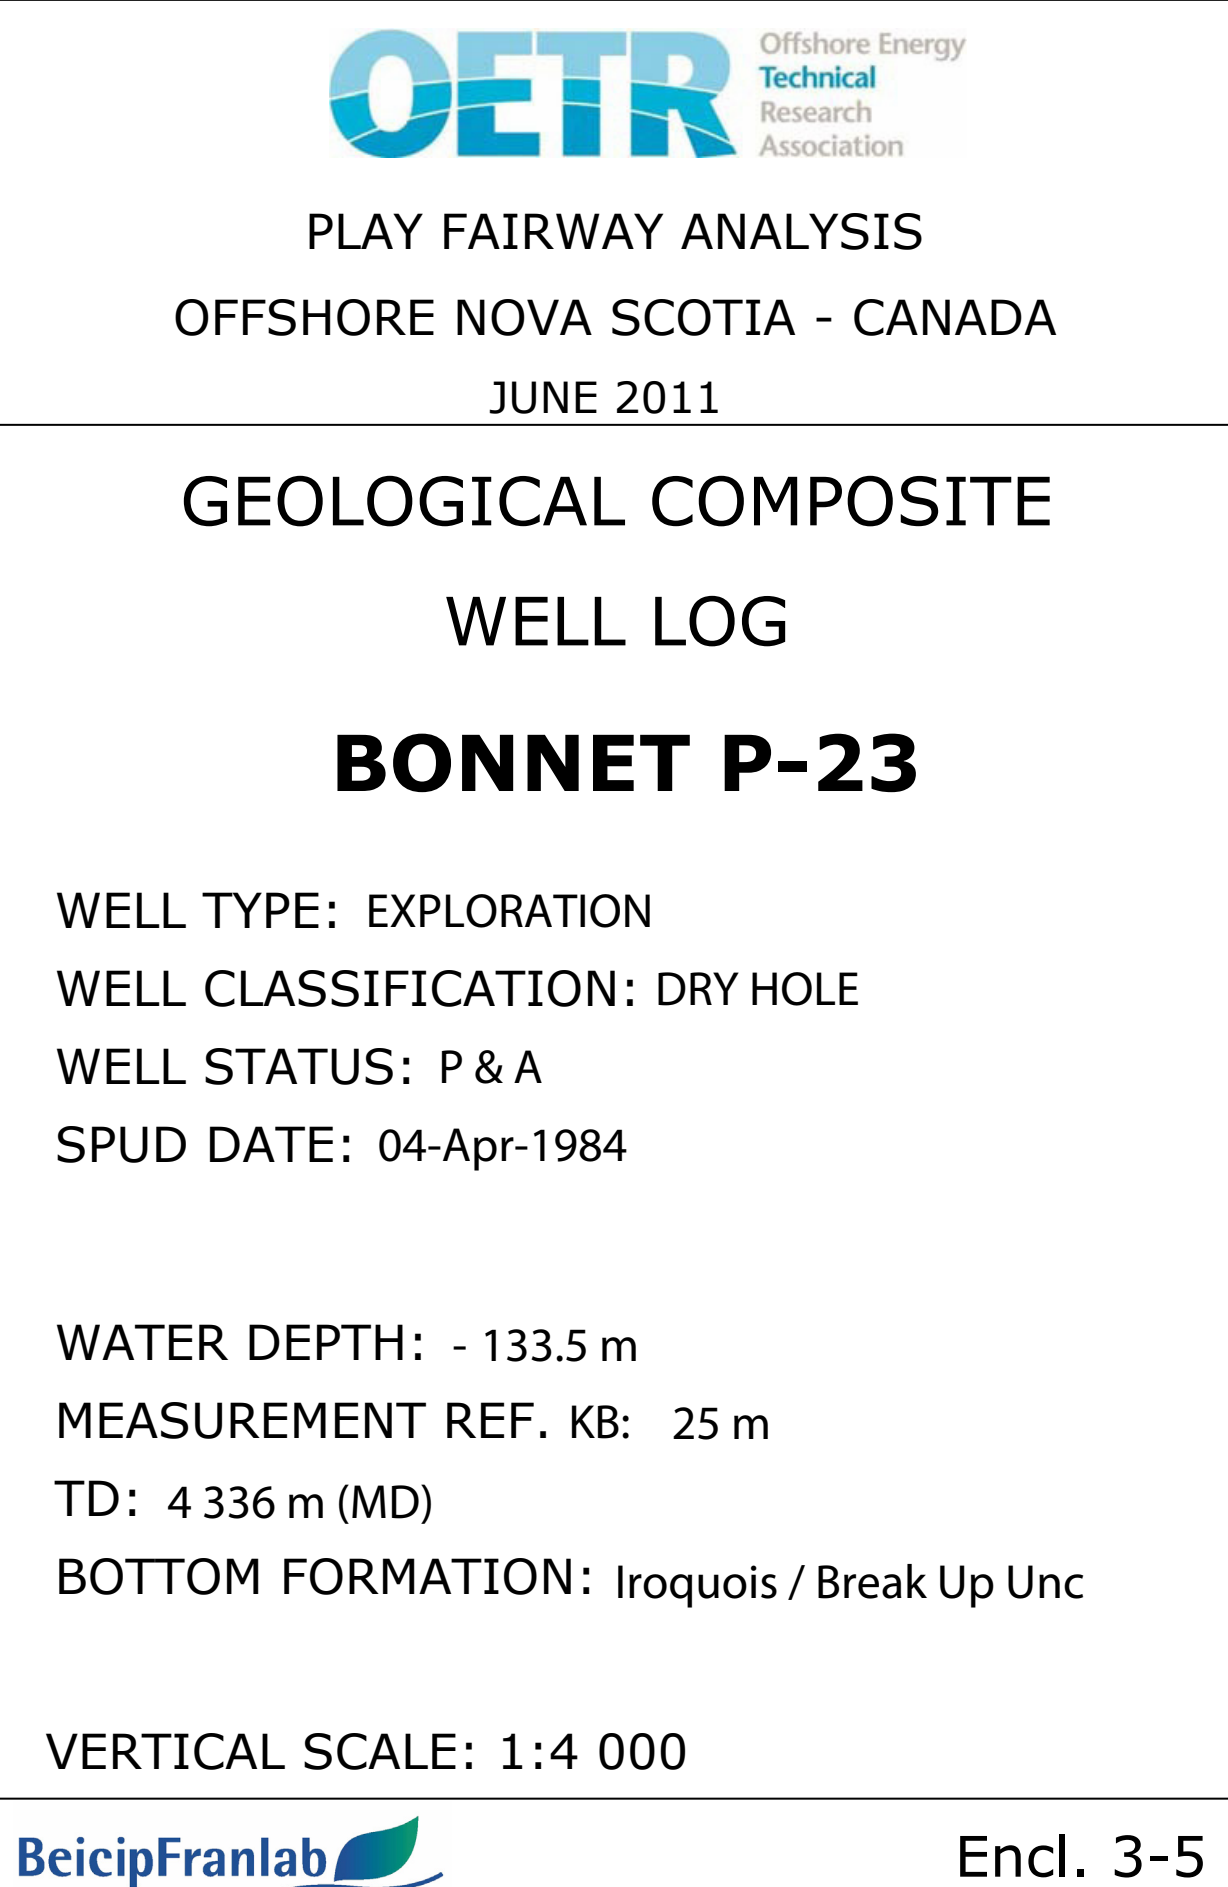 OETR
Offshore Energy
Technical
Research
Association
PLAY FAIRWAY ANALYSIS
OFFSHORE NOVA SCOTIA - CANADA
JUNE 2011
GEOLOGICAL COMPOSITE
WELL LOG
BONNET P-23
WELL TYPE: EXPLORATION
WELL CLASSIFICATION: DRY HOLE
WELL STATUS: P & A
SPUD DATE: 04-Apr-1984
WATER DEPTH: - 133.5 m
MEASUREMENT REF. KB: 25 m
TD: 4 336 m (MD)
BOTTOM FORMATION: Iroquois / Break Up Unc
VERTICAL SCALE: 1:4 000
BeicipFranlab
Encl. 3-5